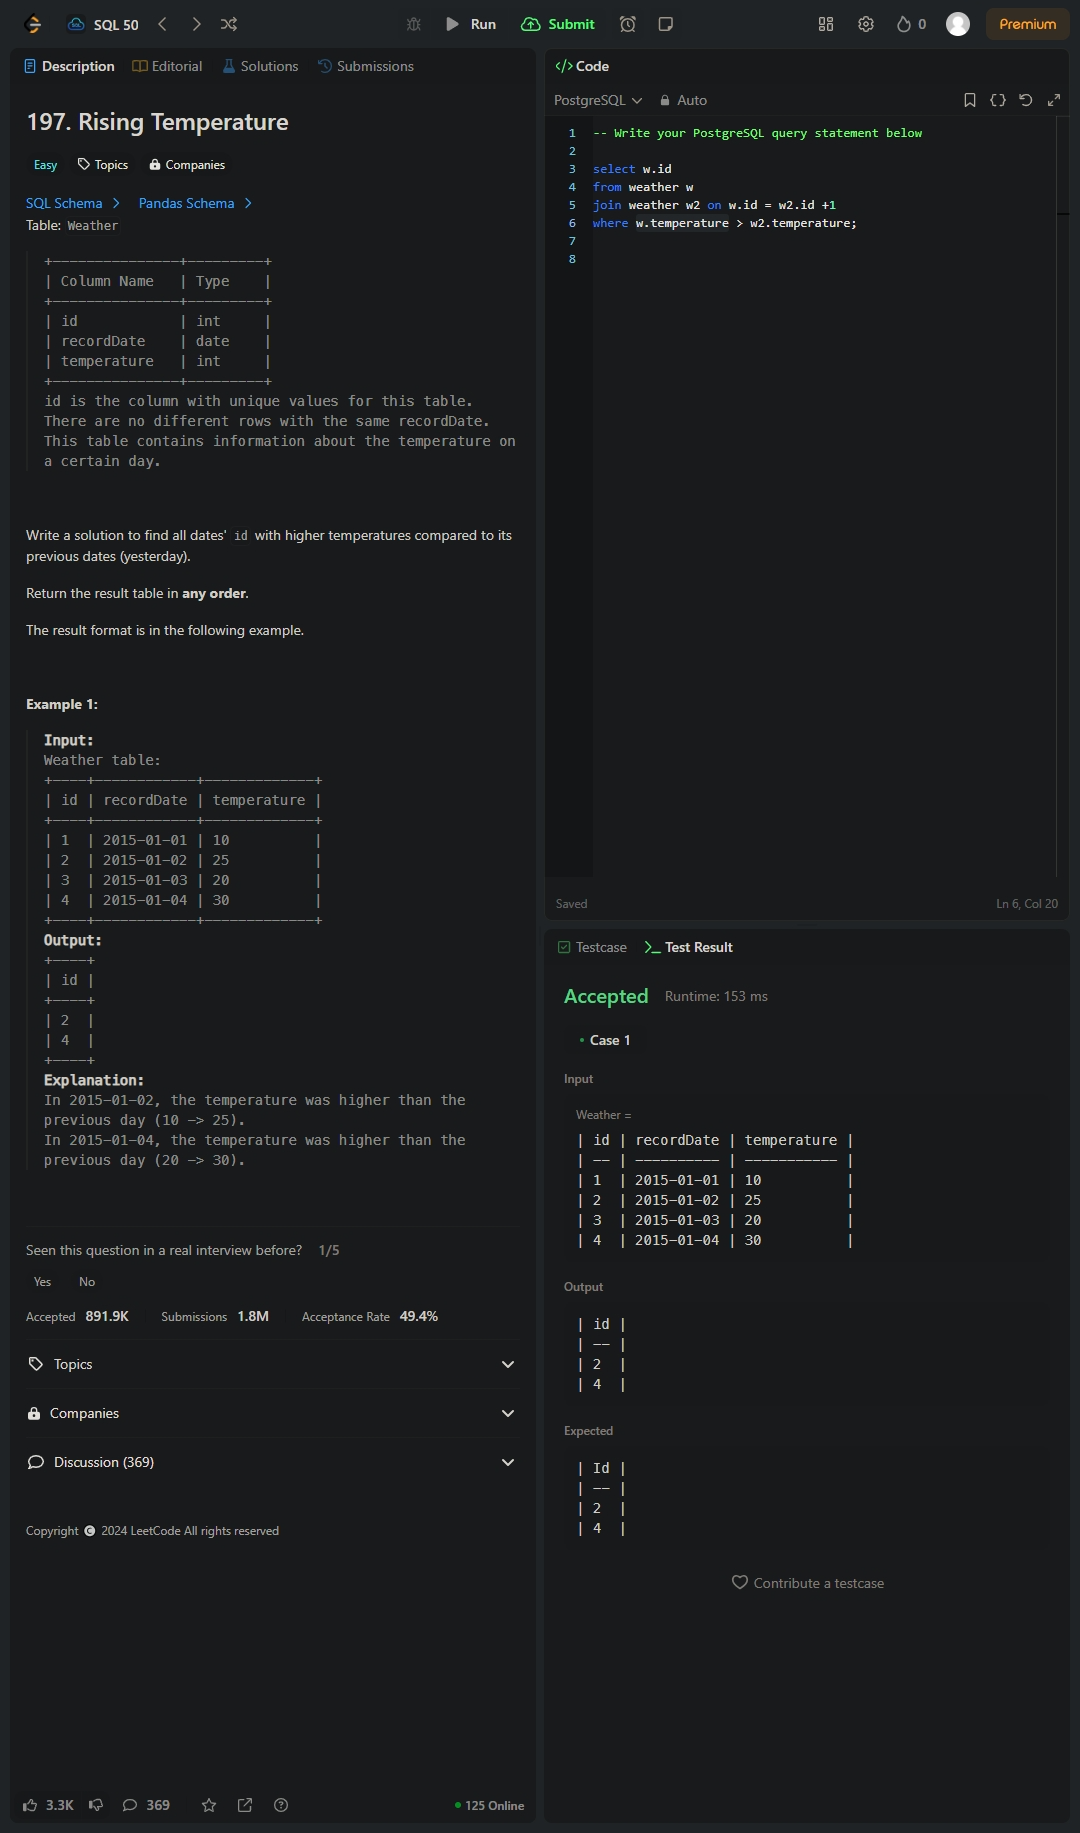 SQL 50
Run
Submit
0
Premium
Description
Editorial
Solutions
Submissions
197. Rising Temperature
Easy
Topics
Companies
SQL Schema >
Pandas Schema >
Table: Weather
+---------------+---------+
| Column Name   | Type    |
+---------------+---------+
| id            | int     |
| recordDate    | date    |
| temperature   | int     |
+---------------+---------+
id is the column with unique values for this table.
There are no different rows with the same recordDate.
This table contains information about the temperature on
a certain day.
Write a solution to find all dates' id with higher temperatures compared to its
previous dates (yesterday).
Return the result table in any order.
The result format is in the following example.
Example 1:
Input:
Weather table:
+----+------------+-------------+
| id | recordDate | temperature |
+----+------------+-------------+
| 1  | 2015-01-01 | 10          |
| 2  | 2015-01-02 | 25          |
| 3  | 2015-01-03 | 20          |
| 4  | 2015-01-04 | 30          |
+----+------------+-------------+
Output:
+----+
| id |
+----+
| 2  |
| 4  |
+----+
Explanation:
In 2015-01-02, the temperature was higher than the
previous day (10 -> 25).
In 2015-01-04, the temperature was higher than the
previous day (20 -> 30).
Seen this question in a real interview before? 1/5
Yes
No
Accepted 891.9K
Submissions 1.8M
Acceptance Rate 49.4%
Topics
Companies
Discussion (369)
Copyright © 2024 LeetCode All rights reserved
3.3K
369
125 Online
</> Code
PostgreSQL
Auto
1 -- Write your PostgreSQL query statement below
2
3 select w.id
4 from weather w
5 join weather w2 on w.id = w2.id +1
6 where w.temperature > w2.temperature;
7
8
Saved
Ln 6, Col 20
Testcase
>_ Test Result
Accepted
Runtime: 153 ms
• Case 1
Input
Weather =
| id | recordDate | temperature |
| -- | ---------- | ----------- |
| 1  | 2015-01-01 | 10          |
| 2  | 2015-01-02 | 25          |
| 3  | 2015-01-03 | 20          |
| 4  | 2015-01-04 | 30          |
Output
| id |
| -- |
| 2  |
| 4  |
Expected
| Id |
| -- |
| 2  |
| 4  |
Contribute a testcase